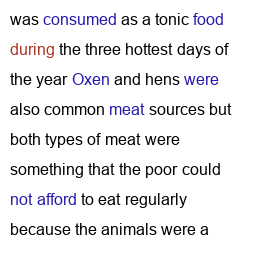 was consumed as a tonic food
during the three hottest days of
the year Oxen and hens were
also common meat sources but
both types of meat were
something that the poor could
not afford to eat regularly
because the animals were a